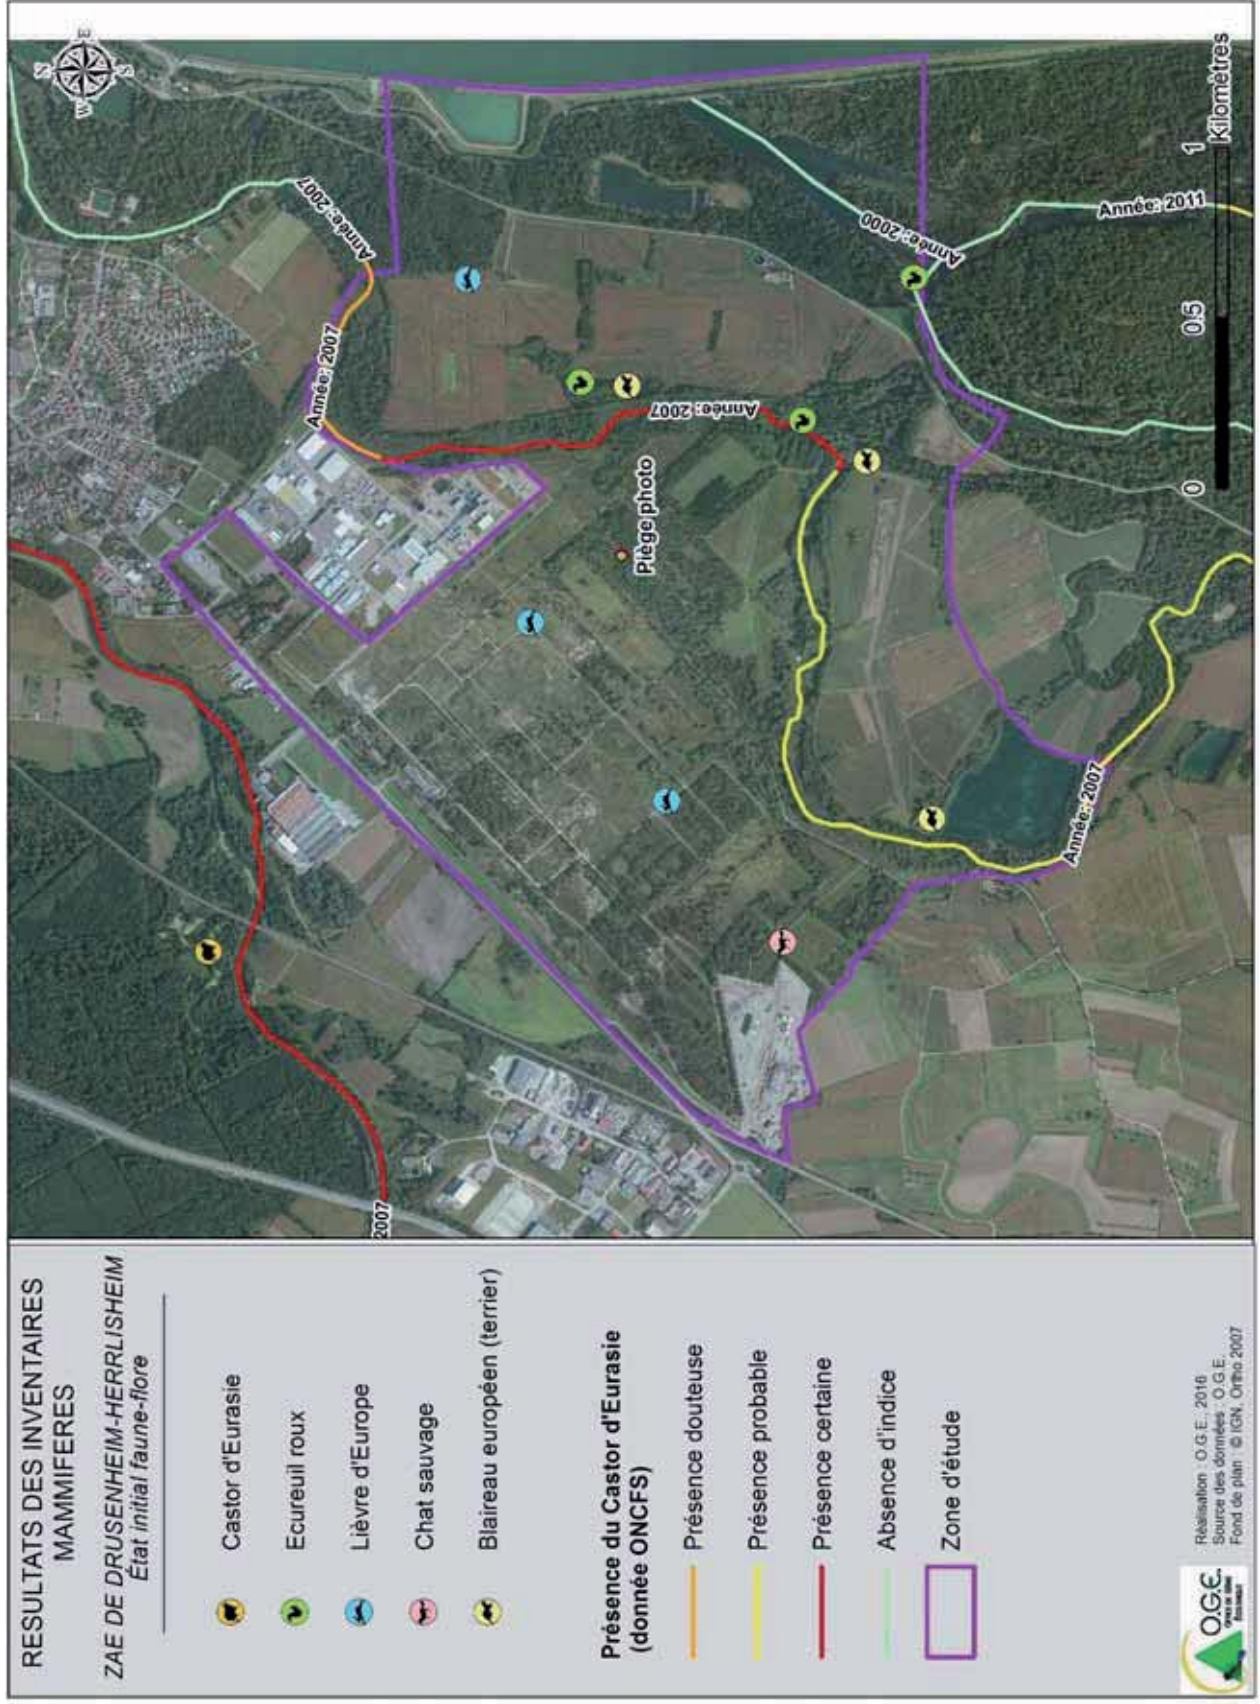 RESULTATS DES INVENTAIRES
MAMMIFERES
ZAE DE DRUSENHEIM-HERRLISHEIM
État initial faune-flore
Castor d'Eurasie
Ecureuil roux
Lièvre d'Europe
Chat sauvage
Blaireau européen (terrier)
Présence du Castor d'Eurasie
(donnée ONCFS)
Présence douteuse
Présence probable
Présence certaine
Absence d'indice
Zone d'étude
O.G.E.
Réalisation : O.G.E., 2016
Source des données : O.G.E.
Fond de plan : © IGN, Ortho 2007
2007
Année: 2007
Année: 2007
Année: 2007
Année: 2007
Année: 2000
Année: 2011
Piège photo
N
E
S
W
0
0.5
1
Kilomètres